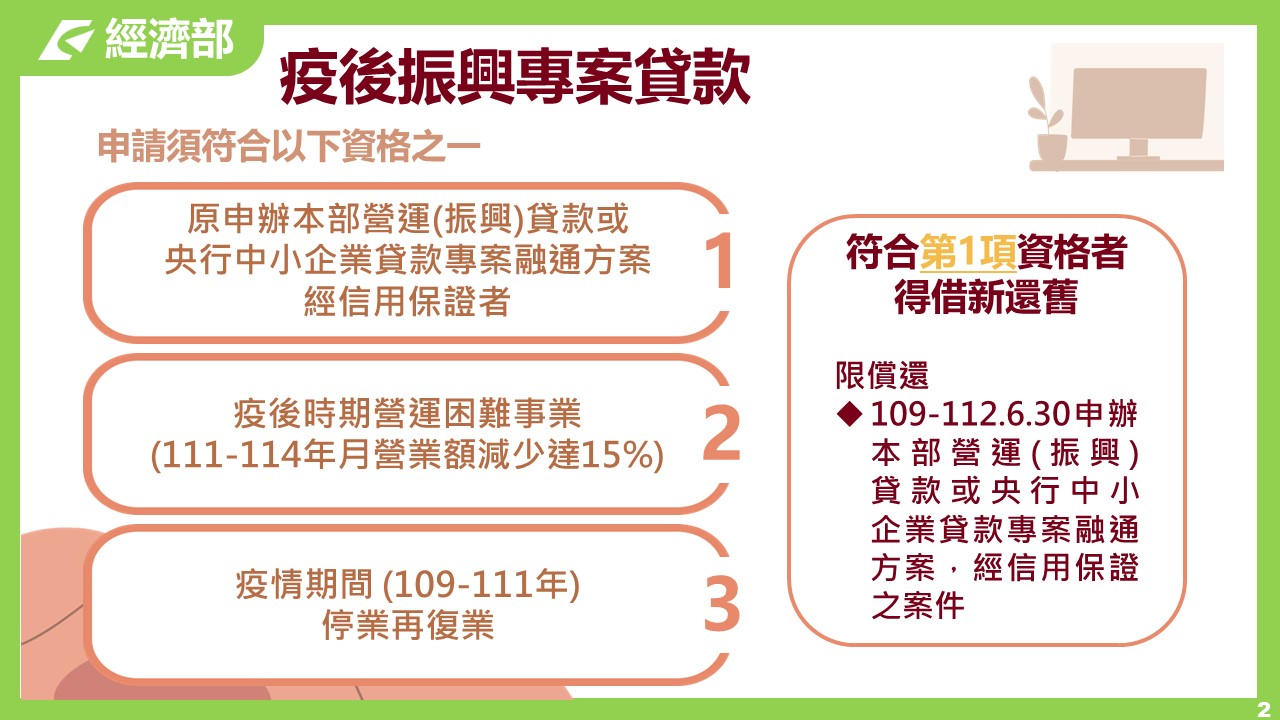 經濟部
疫後振興專案貸款
申請須符合以下資格之一
原申辦本部營運(振興)貸款或
央行中小企業貸款專案融通方案
經信用保證者
1
疫後時期營運困難事業
(111-114年月營業額減少達15%)
2
疫情期間 (109-111年)
停業再復業
3
符合第1項資格者
得借新還舊
限償還
◆109-112.6.30申辦
本部營運(振興)
貸款或央行中小
企業貸款專案融通
方案，經信用保證
之案件
2